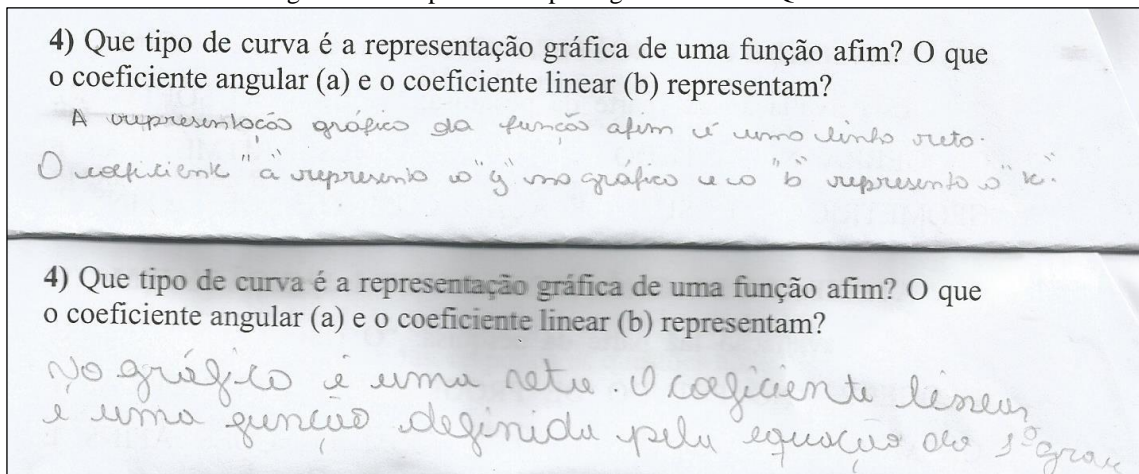 4) Que tipo de curva é a representação gráfica de uma função afim? O que
o coeficiente angular (a) e o coeficiente linear (b) representam?
A representação gráfica da função afim é uma linha reta.
O coeficiente "a" representa o "y" no gráfico e o "b" representa o "x".
4) Que tipo de curva é a representação gráfica de uma função afim? O que
o coeficiente angular (a) e o coeficiente linear (b) representam?
No gráfico é uma reta. O coeficiente linear
é uma função definida pela equação do 1º grau